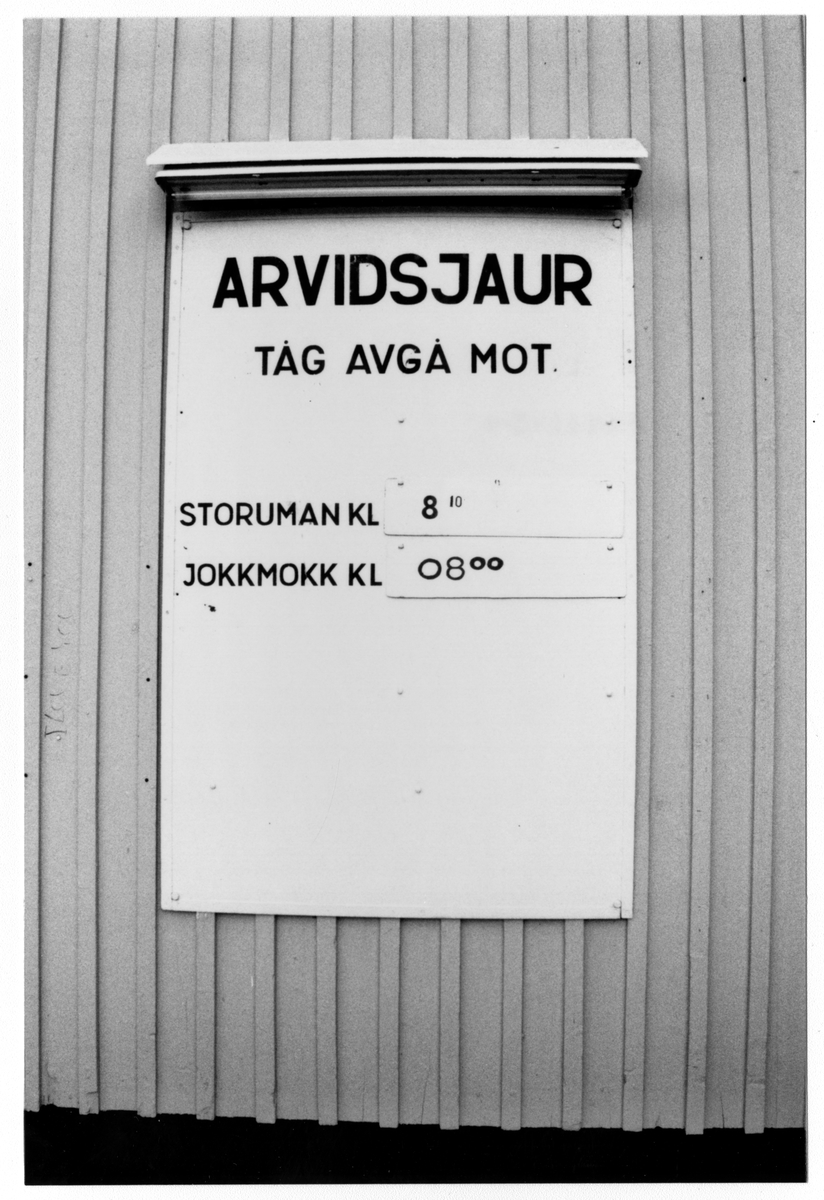 ARVIDSJAUR
TÅG AVGÅ MOT.
STORUMAN KL 8 10
JOKKMOKK KL 08 00